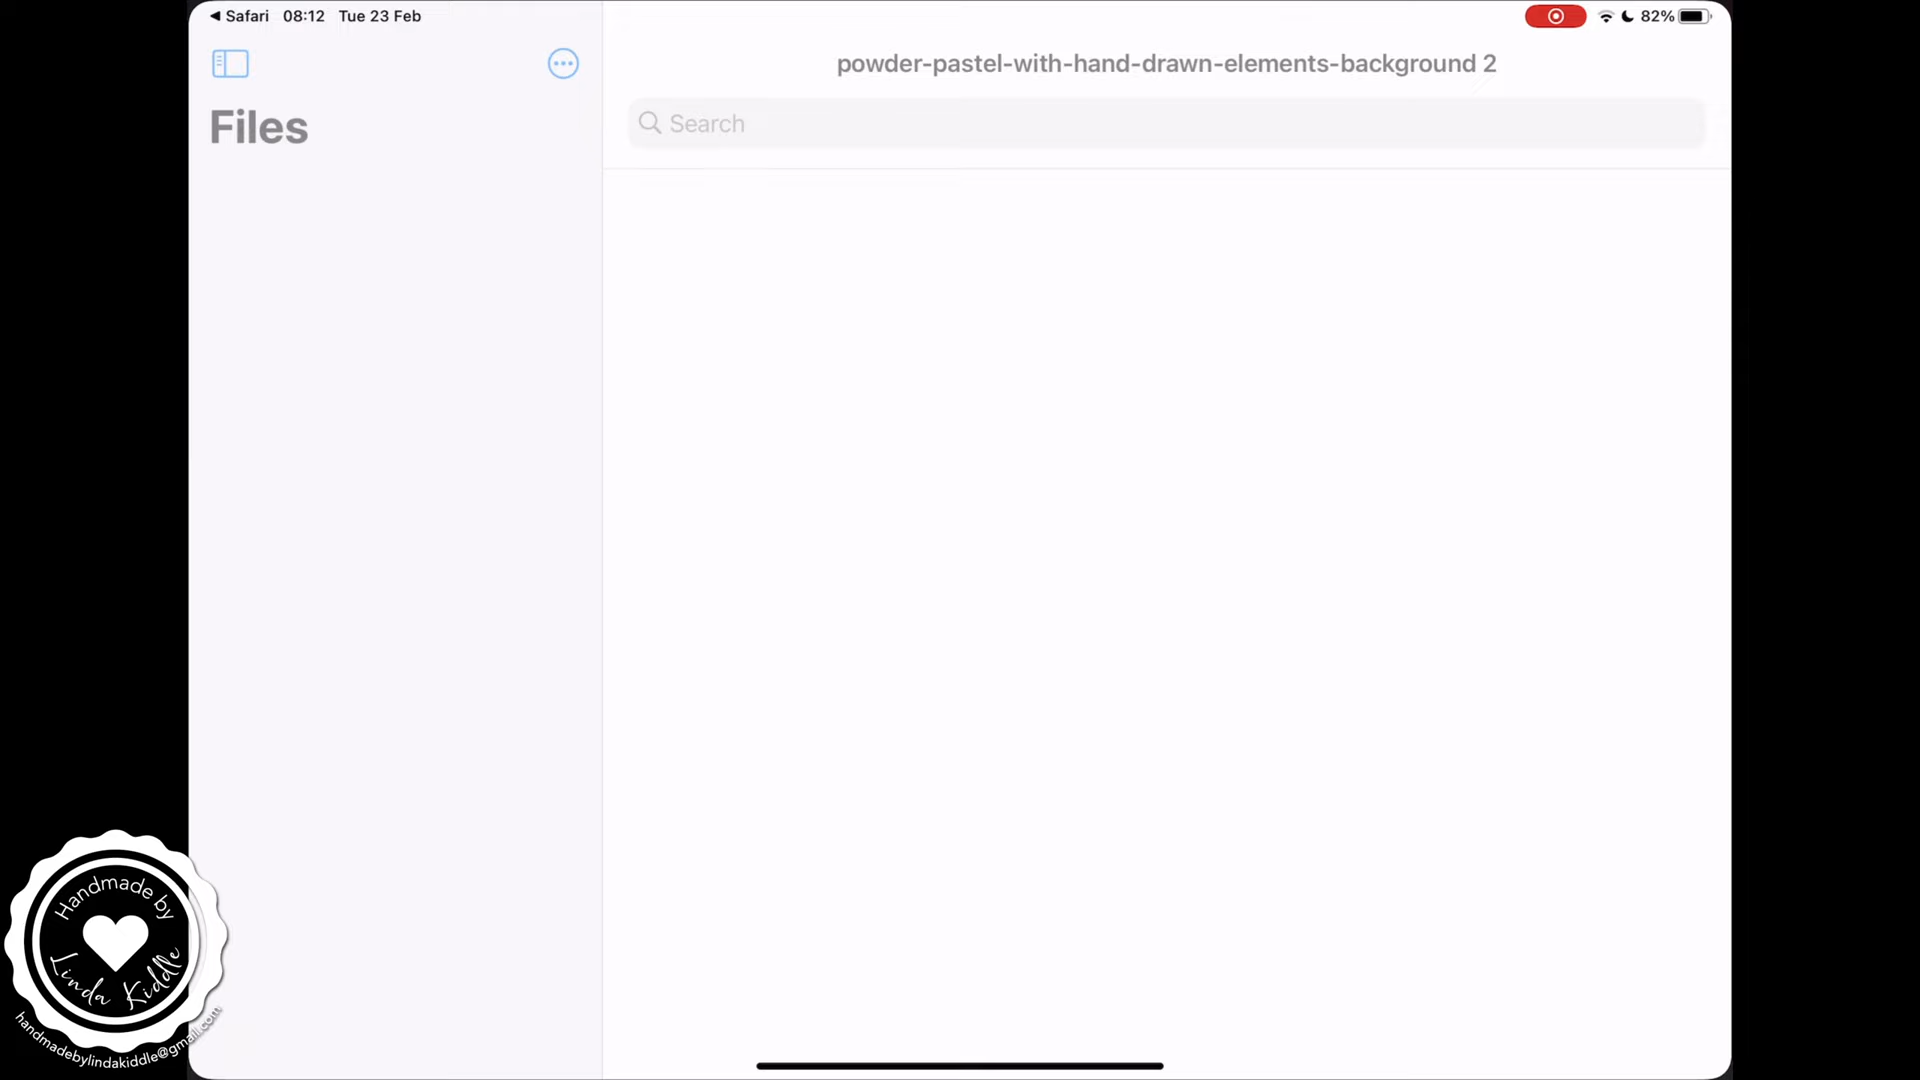 ◀ Safari 08:12 Tue 23 Feb
82%
powder-pastel-with-hand-drawn-elements-background 2
Search
Files
Handmade by
Linda Kiddle
handmadebylindakiddle@gmail.com